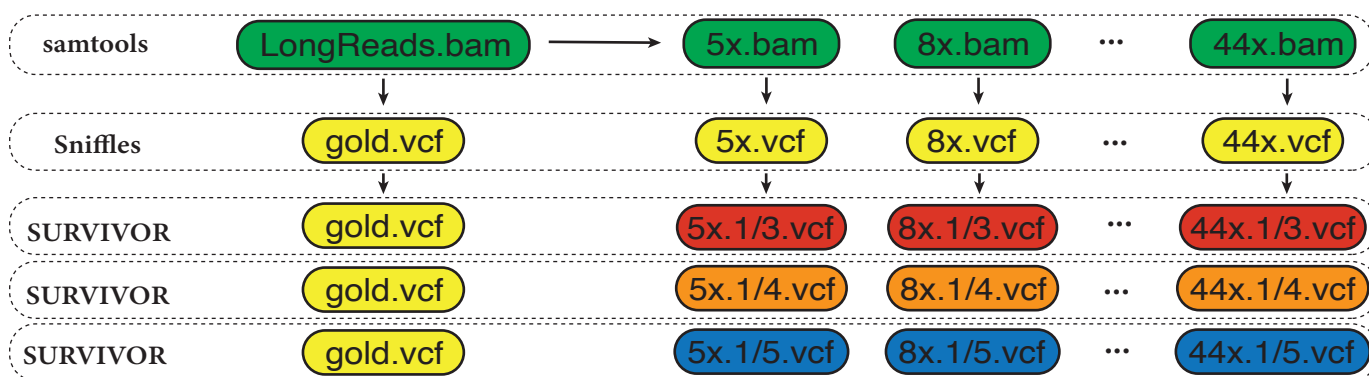 samtools LongReads.bam 5x.bam 8x.bam ... 44x.bam
Sniffles gold.vcf 5x.vcf 8x.vcf ... 44x.vcf
SURVIVOR gold.vcf 5x.1/3.vcf 8x.1/3.vcf ... 44x.1/3.vcf
SURVIVOR gold.vcf 5x.1/4.vcf 8x.1/4.vcf ... 44x.1/4.vcf
SURVIVOR gold.vcf 5x.1/5.vcf 8x.1/5.vcf ... 44x.1/5.vcf